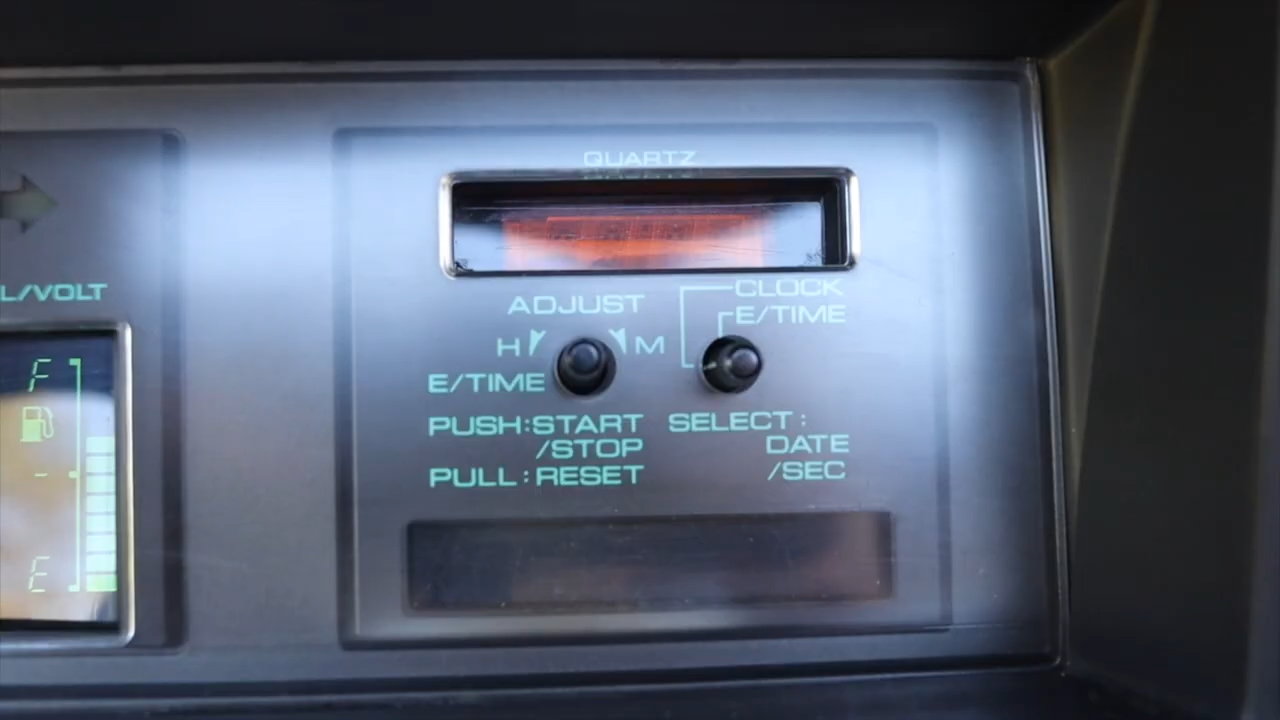 QUARTZ
L/VOLT
CLOCK
ADJUST
E/TIME
H M
F
E/TIME
PUSH:START
/STOP
PULL:RESET
SELECT:
DATE
/SEC
E